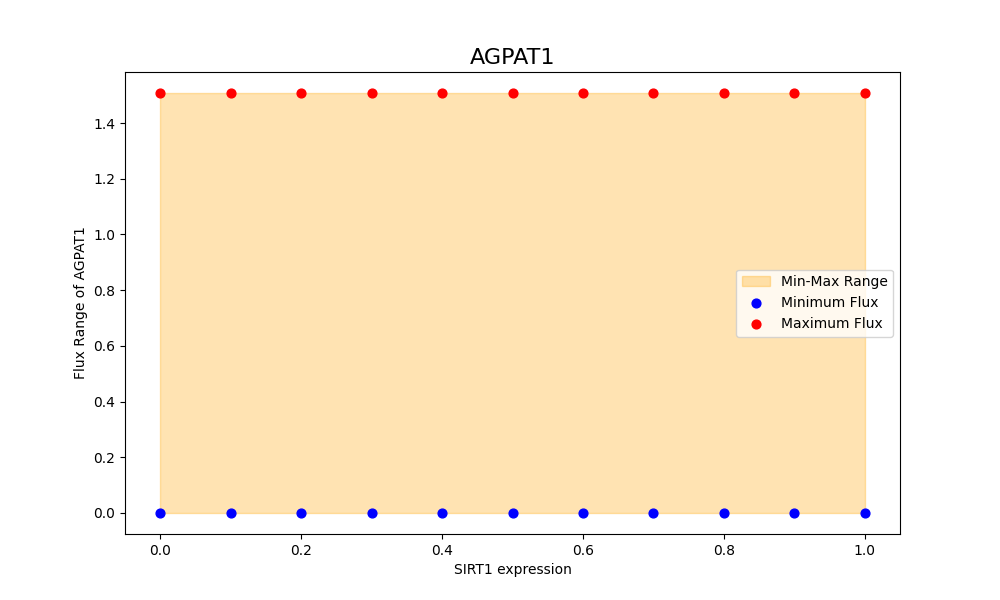 AGPAT1
Flux Range of AGPAT1
1.4
1.2
1.0
0.8
0.6
0.4
0.2
0.0
Min-Max Range
Minimum Flux
Maximum Flux
0.0 0.2 0.4 0.6 0.8 1.0
SIRT1 expression